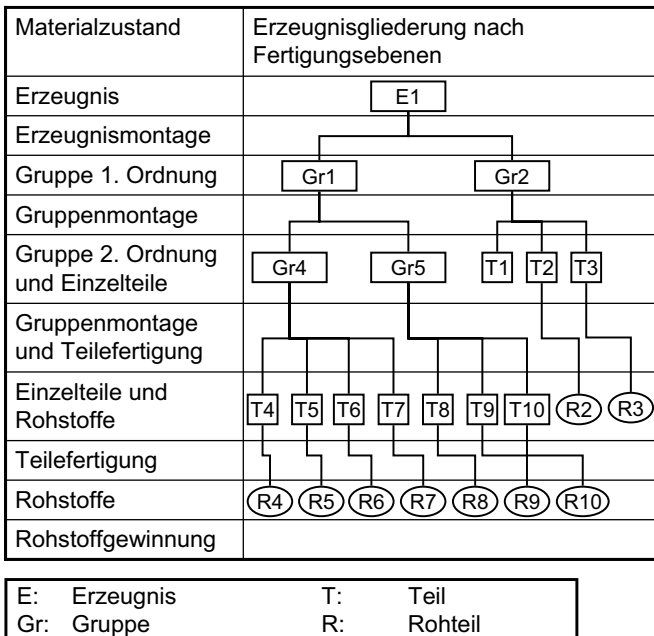 Materialzustand
Erzeugnisgliederung nach
Fertigungsebenen
Erzeugnis
E1
Erzeugnismontage
Gruppe 1. Ordnung
Gr1
Gr2
Gruppenmontage
Gruppe 2. Ordnung
und Einzelteile
Gr4
Gr5
T1
T2
T3
Gruppenmontage
und Teilefertigung
Einzelteile und
Rohstoffe
T4
T5
T6
T7
T8
T9
T10
R2
R3
Teilefertigung
Rohstoffe
R4
R5
R6
R7
R8
R9
R10
Rohstoffgewinnung
E: Erzeugnis T: Teil
Gr: Gruppe R: Rohteil